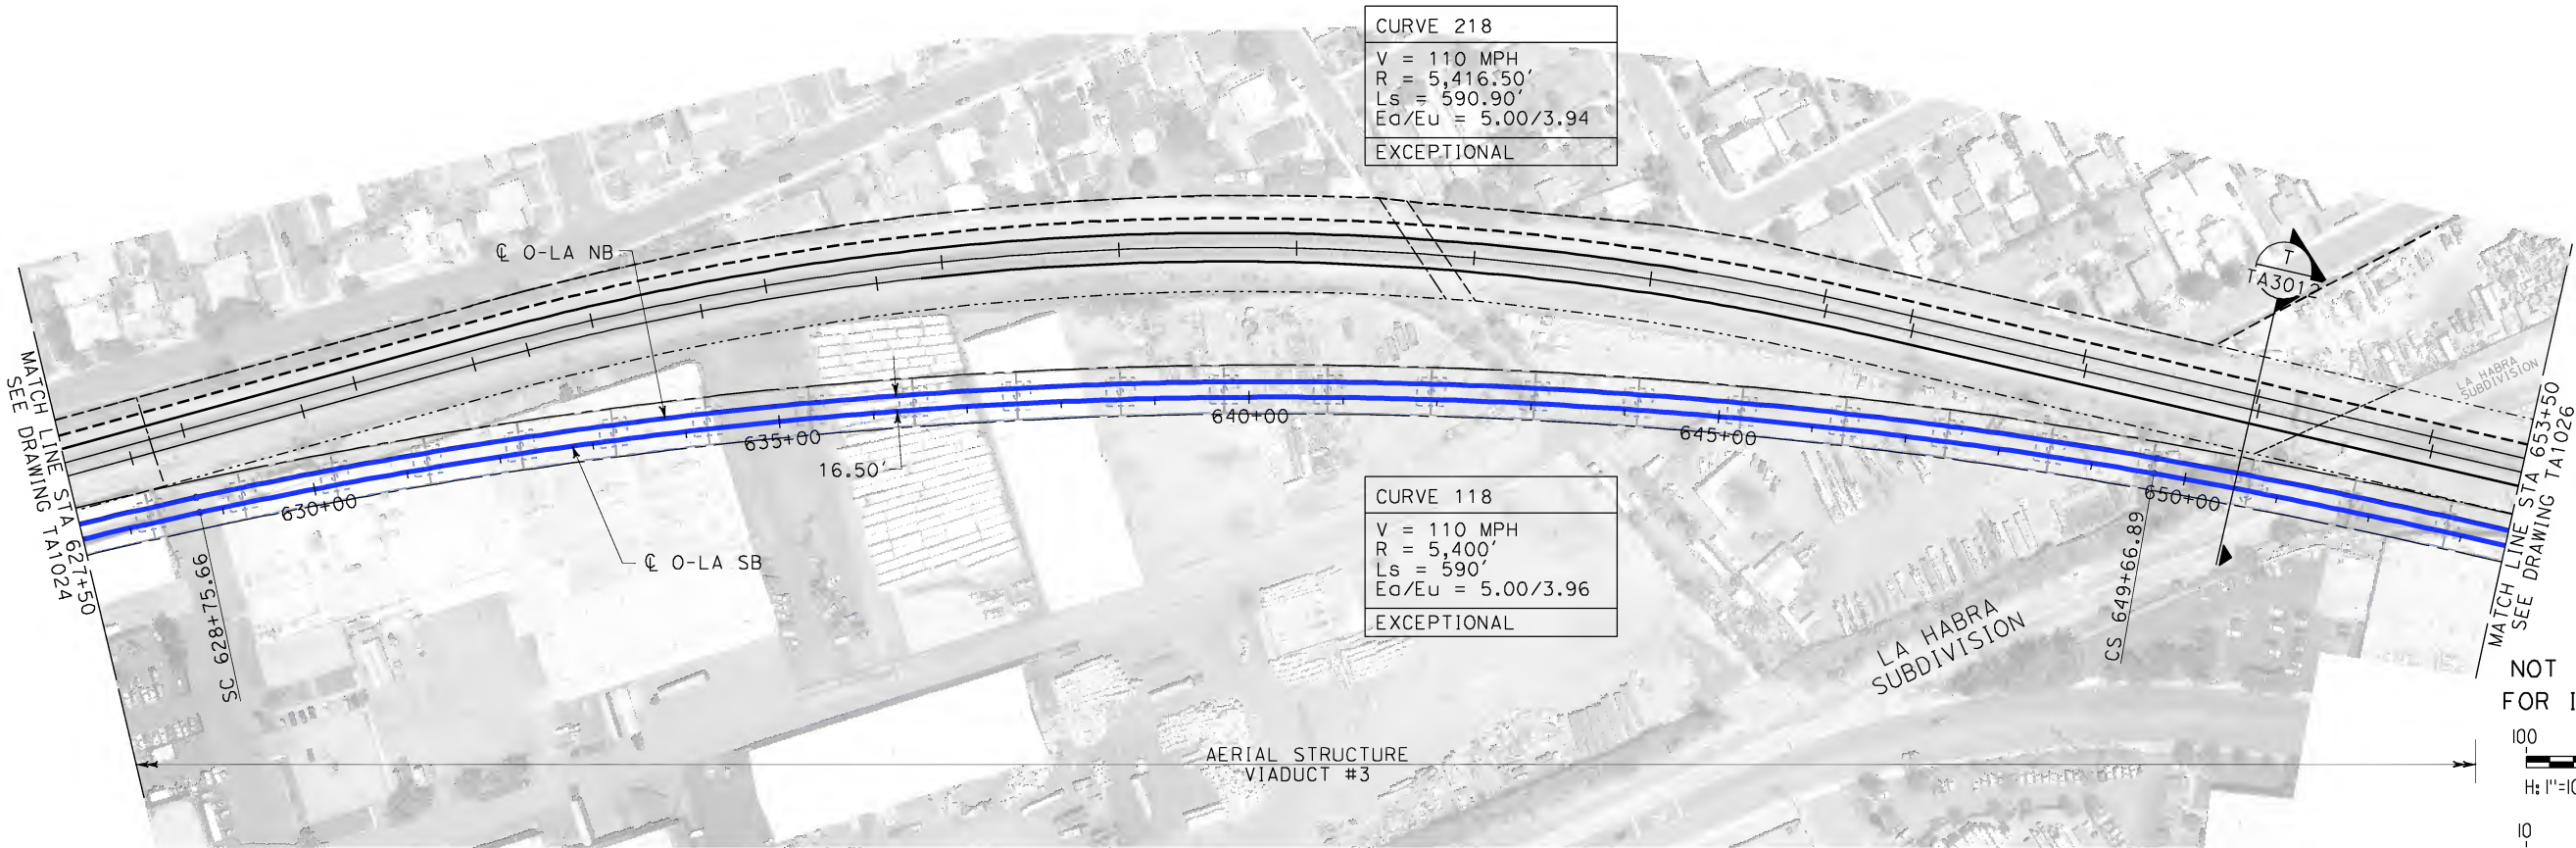 CURVE 218
V = 110 MPH
R = 5,416.50'
Ls = 590.90'
Ea/Eu = 5.00/3.94
EXCEPTIONAL
℄ O-LA NB
T
TA3012
LA HABRA
SUBDIVISION
MATCH LINE STA 627+50
SEE DRAWING TA1024
630+00
635+00
640+00
645+00
650+00
16.50'
℄ O-LA SB
SC 628+75.66
CURVE 118
V = 110 MPH
R = 5,400'
Ls = 590'
Ea/Eu = 5.00/3.96
EXCEPTIONAL
CS 649+66.89
LA HABRA
SUBDIVISION
MATCH LINE STA 653+50
SEE DRAWING TA1026
AERIAL STRUCTURE
VIADUCT #3
NOT
FOR I
100
H: 1"=10
10